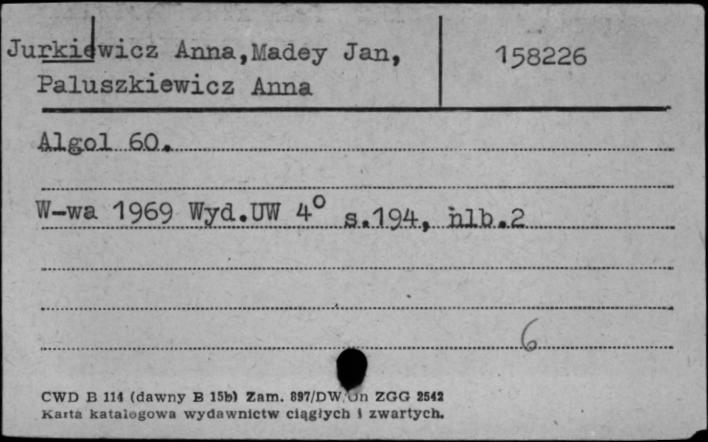 Jurkiewicz Anna,Madey Jan,
Paluszkiewicz Anna
158226
Algol 60.
W-wa 1969 Wyd.UW 4° s.194, nlb.2
6
CWD B 114 (dawny B 15b) Zam. 897/DW/Un ZGG 2542
Karta katalogowa wydawnictw ciągłych i zwartych.